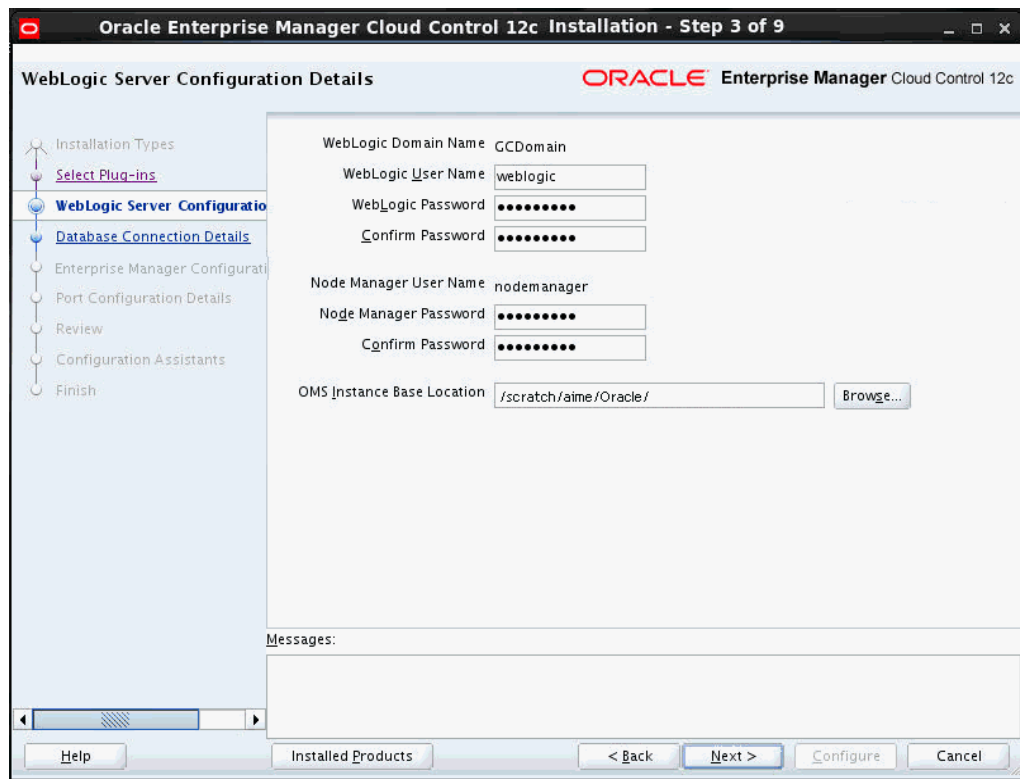 Oracle Enterprise Manager Cloud Control 12c Installation - Step 3 of 9
WebLogic Server Configuration Details
ORACLE Enterprise Manager Cloud Control 12c
Installation Types
Select Plug-ins
WebLogic Server Configuratio
Database Connection Details
Enterprise Manager Configurati
Port Configuration Details
Review
Configuration Assistants
Finish
WebLogic Domain Name GCDomain
WebLogic User Name weblogic
WebLogic Password •••••••••
Confirm Password •••••••••
Node Manager User Name nodemanager
Node Manager Password •••••••••
Confirm Password •••••••••
OMS Instance Base Location /scratch/aime/Oracle/ Browse...
Messages:
Help Installed Products < Back Next > Configure Cancel